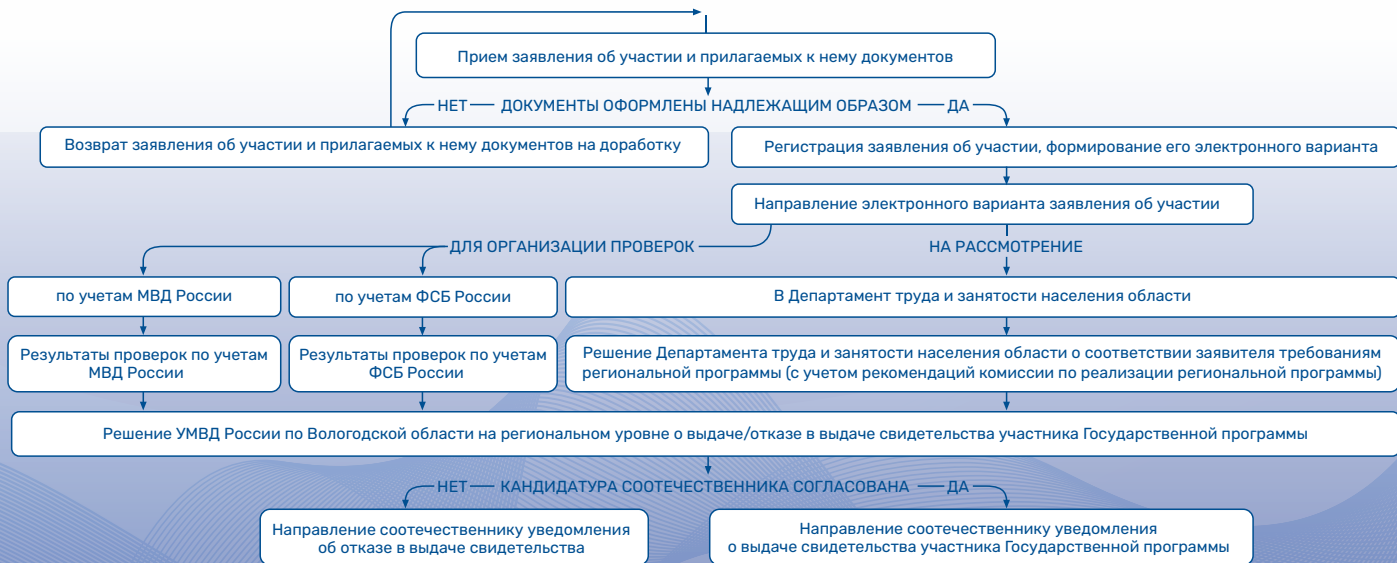 Прием заявления об участии и прилагаемых к нему документов
НЕТ
ДОКУМЕНТЫ ОФОРМЛЕНЫ НАДЛЕЖАЩИМ ОБРАЗОМ
ДА
Возврат заявления об участии и прилагаемых к нему документов на доработку
Регистрация заявления об участии, формирование его электронного варианта
Направление электронного варианта заявления об участии
ДЛЯ ОРГАНИЗАЦИИ ПРОВЕРОК
НА РАССМОТРЕНИЕ
по учетам МВД России
по учетам ФСБ России
В Департамент труда и занятости населения области
Результаты проверок по учетам
МВД России
Результаты проверок по учетам
ФСБ России
Решение Департамента труда и занятости населения области о соответствии заявителя требованиям
региональной программы (с учетом рекомендаций комиссии по реализации региональной программы)
Решение УМВД России по Вологодской области на региональном уровне о выдаче/отказе в выдаче свидетельства участника Государственной программы
НЕТ
КАНДИДАТУРА СООТЕЧЕСТВЕННИКА СОГЛАСОВАНА
ДА
Направление соотечественнику уведомления
об отказе в выдаче свидетельства
Направление соотечественнику уведомления
о выдаче свидетельства участника Государственной программы